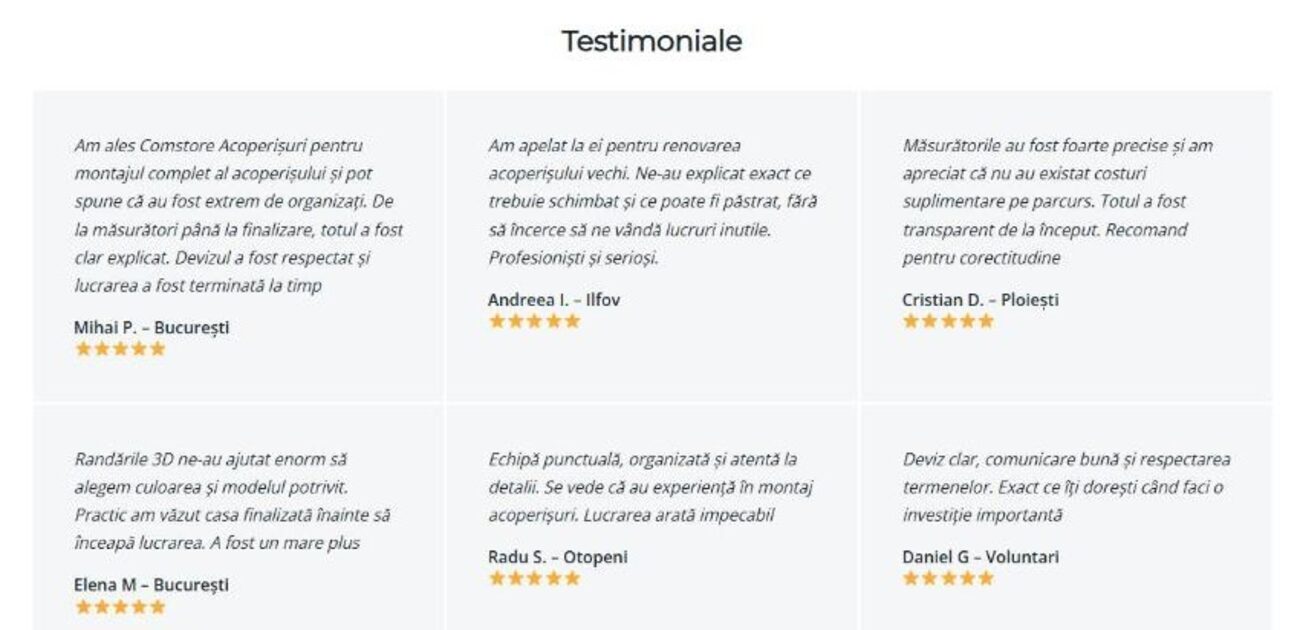 Testimoniale
Am ales Comstore Acoperișuri pentru
montajul complet al acoperișului și pot
spune că au fost extrem de organizați. De
la măsurători până la finalizare, totul a fost
clar explicat. Devizul a fost respectat și
lucrarea a fost terminată la timp
Mihai P. – București
Am apelat la ei pentru renovarea
acoperișului vechi. Ne-au explicat exact ce
trebuie schimbat și ce poate fi păstrat, fără
să încerce să ne vândă lucruri inutile.
Profesioniști și serioși.
Andreea I. – Ilfov
Măsurătorile au fost foarte precise și am
apreciat că nu au existat costuri
suplimentare pe parcurs. Totul a fost
transparent de la început. Recomand
pentru corectitudine
Cristian D. – Ploiești
Randările 3D ne-au ajutat enorm să
alegem culoarea și modelul potrivit.
Practic am văzut casa finalizată înainte să
înceapă lucrarea. A fost un mare plus
Elena M – București
Echipă punctuală, organizată și atentă la
detalii. Se vede că au experiență în montaj
acoperișuri. Lucrarea arată impecabil
Radu S. – Otopeni
Deviz clar, comunicare bună și respectarea
termenelor. Exact ce îți dorești când faci o
investiție importantă
Daniel G – Voluntari